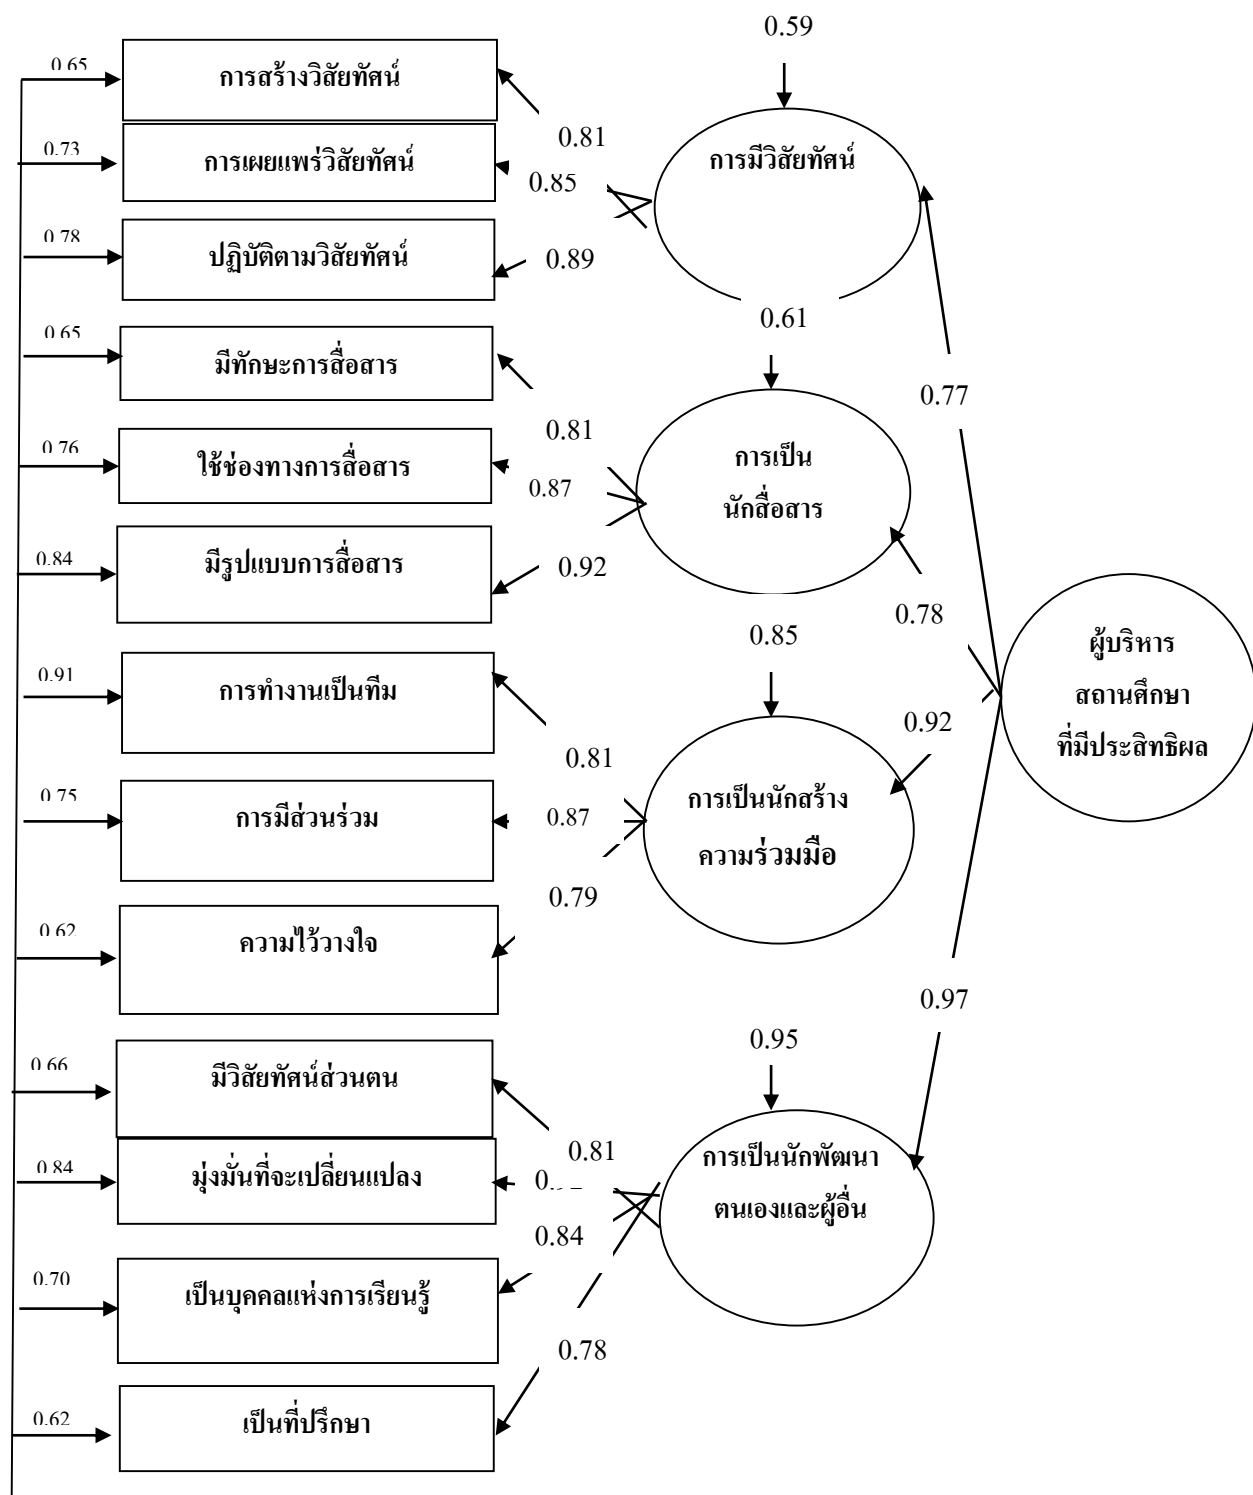 0.59
0.65
การสร้างวิสัยทัศน์
0.81
0.73
การเผยแพร่วิสัยทัศน์
0.85
การมีวิสัยทัศน์
0.78
ปฏิบัติตามวิสัยทัศน์
0.89
0.61
0.65
มีทักษะการสื่อสาร
0.77
0.81
0.76
ใช้ช่องทางการสื่อสาร
0.87
การเป็น
นักสื่อสาร
0.84
มีรูปแบบการสื่อสาร
0.92
0.78
0.85
ผู้บริหาร
สถานศึกษา
ที่มีประสิทธิผล
0.91
การทำงานเป็นทีม
0.92
0.81
0.75
การมีส่วนร่วม
0.87
การเป็นนักสร้าง
ความร่วมมือ
0.79
0.62
ความไว้วางใจ
0.97
0.95
0.66
มีวิสัยทัศน์ส่วนตน
0.81
0.84
มุ่งมั่นที่จะเปลี่ยนแปลง
การเป็นนักพัฒนา
ตนเองและผู้อื่น
0.84
0.70
เป็นบุคคลแห่งการเรียนรู้
0.78
0.62
เป็นที่ปรึกษา